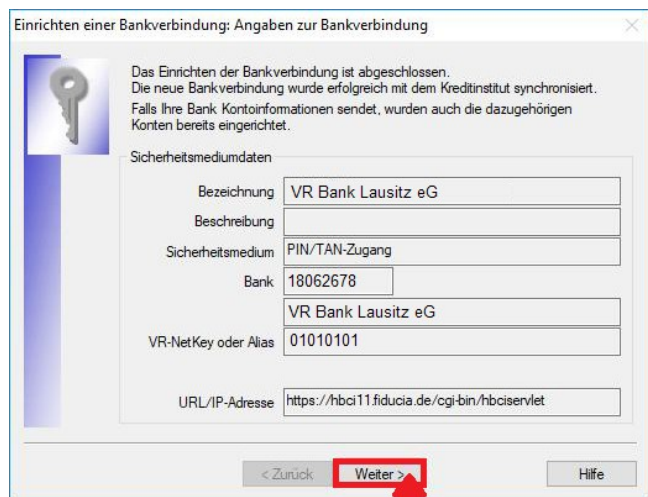 Einrichten einer Bankverbindung: Angaben zur Bankverbindung
Das Einrichten der Bankverbindung ist abgeschlossen.
Die neue Bankverbindung wurde erfolgreich mit dem Kreditinstitut synchronisiert.
Falls Ihre Bank Kontoinformationen sendet, wurden auch die dazugehörigen
Konten bereits eingerichtet.
Sicherheitsmediumdaten
Bezeichnung VR Bank Lausitz eG
Beschreibung
Sicherheitsmedium PIN/TAN-Zugang
Bank 18062678
VR Bank Lausitz eG
VR-NetKey oder Alias 01010101
URL/IP-Adresse https://hbci11.fiducia.de/cgi-bin/hbciservlet
< Zurück Weiter > Hilfe